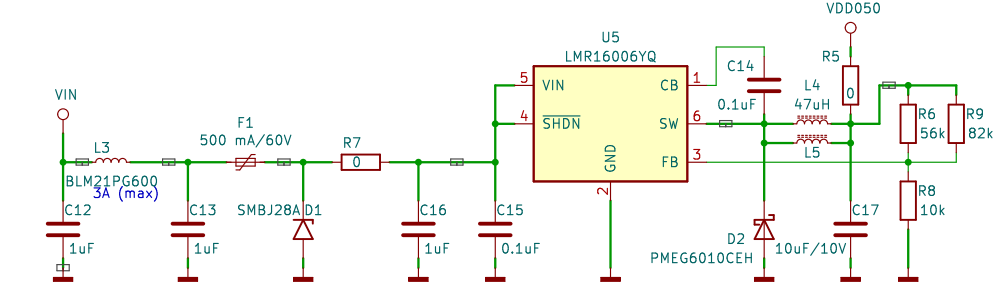 VDD050
U5
LMR16006YQ
R5
0
VIN
5
VIN
CB
1
C14
0.1uF
L4
47uH
F1
500 mA/60V
4
SHDN
SW
6
R6
56k
R9
82k
L3
BLM21PG600
3A (max)
R7
0
GND
FB
3
L5
2
R8
10k
C12
1uF
C13
1uF
SMBJ28A
D1
C16
1uF
C15
0.1uF
D2
PMEG6010CEH
C17
10uF/10V